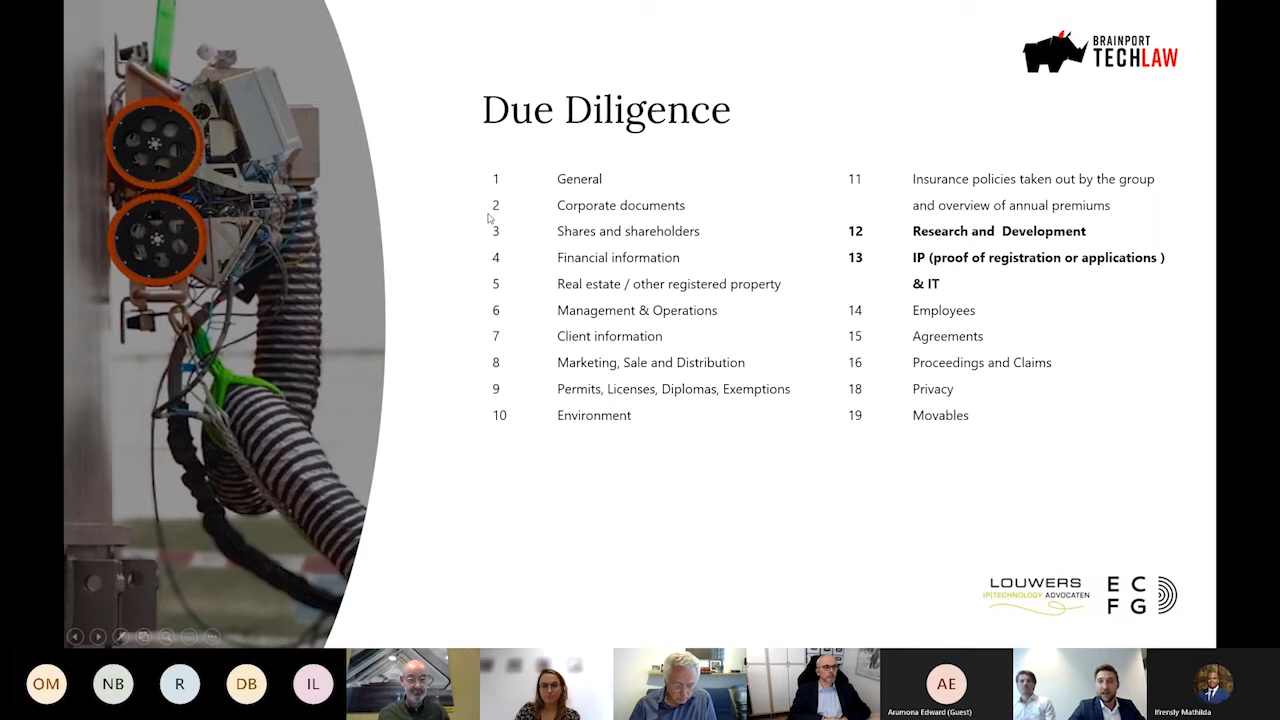 BRAINPORT
TECHLAW
Due Diligence
1 General
2 Corporate documents
3 Shares and shareholders
4 Financial information
5 Real estate / other registered property
6 Management & Operations
7 Client information
8 Marketing, Sale and Distribution
9 Permits, Licenses, Diplomas, Exemptions
10 Environment
11 Insurance policies taken out by the group
and overview of annual premiums
12 Research and Development
13 IP (proof of registration or applications )
& IT
14 Employees
15 Agreements
16 Proceedings and Claims
18 Privacy
19 Movables
LOUWERS
IP|TECHNOLOGY ADVOCATEN
E C
F G
OM NB R DB IL AE
Arumona Edward (Guest)
Ifrensly Mathilda